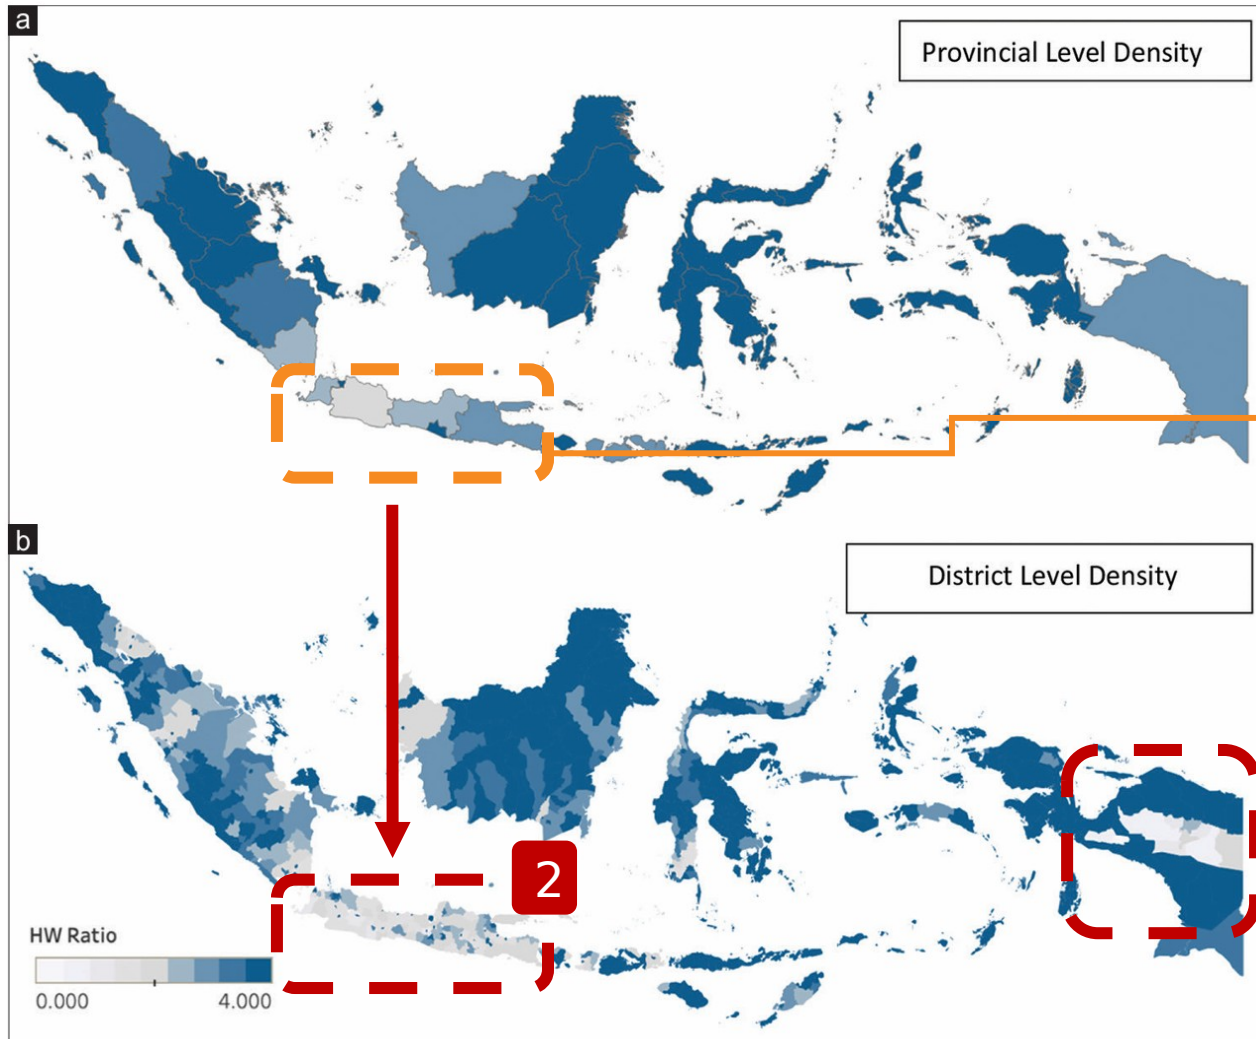 a
Provincial Level Density
b
District Level Density
2
HW Ratio
0.000
4.000